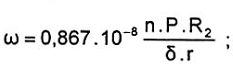 ω = 0,867.10⁻⁸ n.P.R₂ / δ.r ;